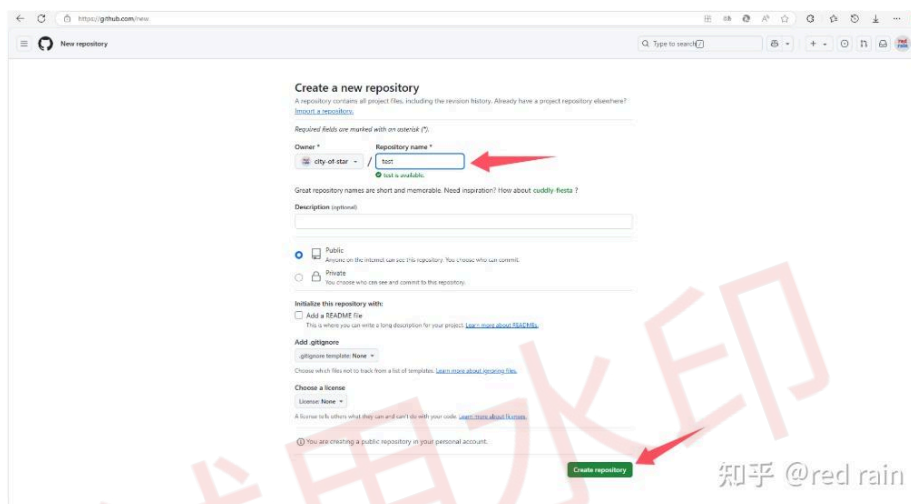 https://github.com/new
New repository
Type to search
Create a new repository
A repository contains all project files, including the revision history. Already have a project repository elsewhere?
Import a repository.
Required fields are marked with an asterisk (*).
Owner * Repository name *
city-of-star / test
test is available.
Great repository names are short and memorable. Need inspiration? How about cuddly-fiesta ?
Description (optional)
Public
Anyone on the internet can see this repository. You choose who can commit.
Private
You choose who can see and commit to this repository.
Initialize this repository with:
Add a README file
This is where you can write a long description for your project. Learn more about READMEs.
Add .gitignore
.gitignore template: None
Choose which files not to track from a list of templates. Learn more about ignoring files.
Choose a license
License: None
A license tells others what they can and can't do with your code. Learn more about licenses.
You are creating a public repository in your personal account.
Create repository
试用水印
知乎 @red rain